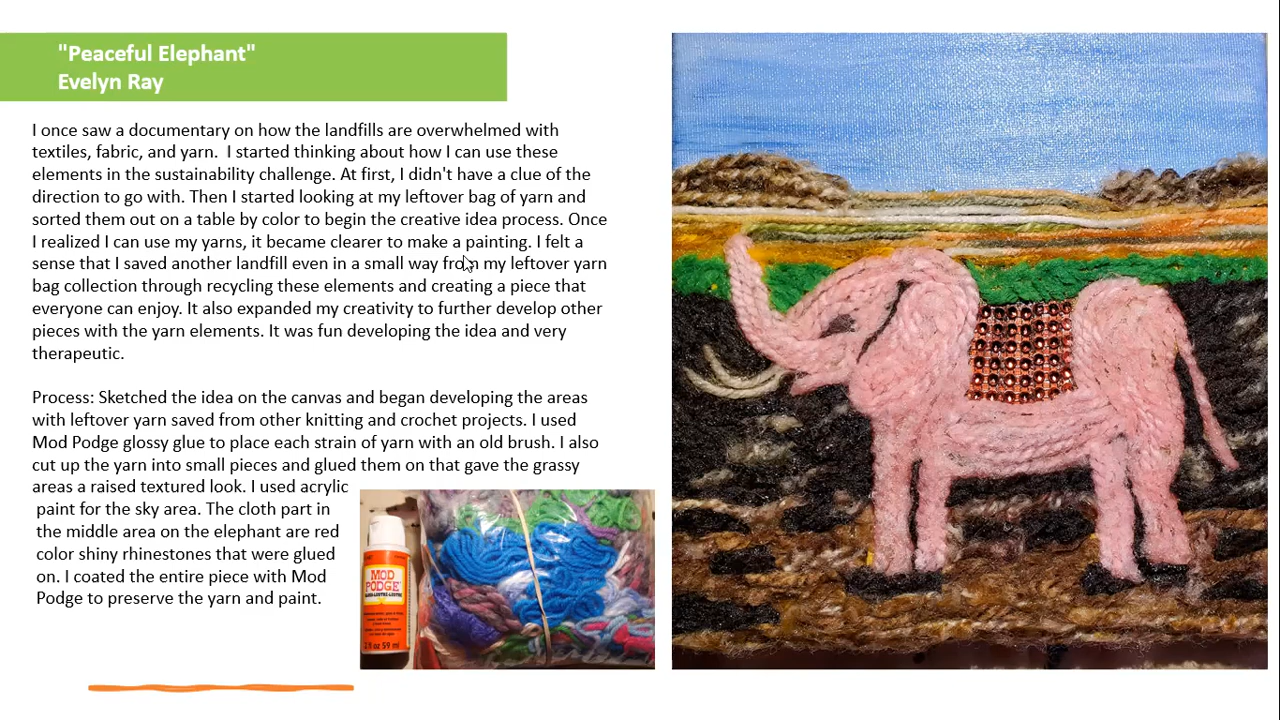 "Peaceful Elephant"
Evelyn Ray
I once saw a documentary on how the landfills are overwhelmed with
textiles, fabric, and yarn.  I started thinking about how I can use these
elements in the sustainability challenge. At first, I didn't have a clue of the
direction to go with. Then I started looking at my leftover bag of yarn and
sorted them out on a table by color to begin the creative idea process. Once
I realized I can use my yarns, it became clearer to make a painting. I felt a
sense that I saved another landfill even in a small way from my leftover yarn
bag collection through recycling these elements and creating a piece that
everyone can enjoy. It also expanded my creativity to further develop other
pieces with the yarn elements. It was fun developing the idea and very
therapeutic.
Process: Sketched the idea on the canvas and began developing the areas
with leftover yarn saved from other knitting and crochet projects. I used
Mod Podge glossy glue to place each strain of yarn with an old brush. I also
cut up the yarn into small pieces and glued them on that gave the grassy
areas a raised textured look. I used acrylic
paint for the sky area. The cloth part in
the middle area on the elephant are red
color shiny rhinestones that were glued
on. I coated the entire piece with Mod
Podge to preserve the yarn and paint.
MOD
PODGE
2 fl oz 59 ml